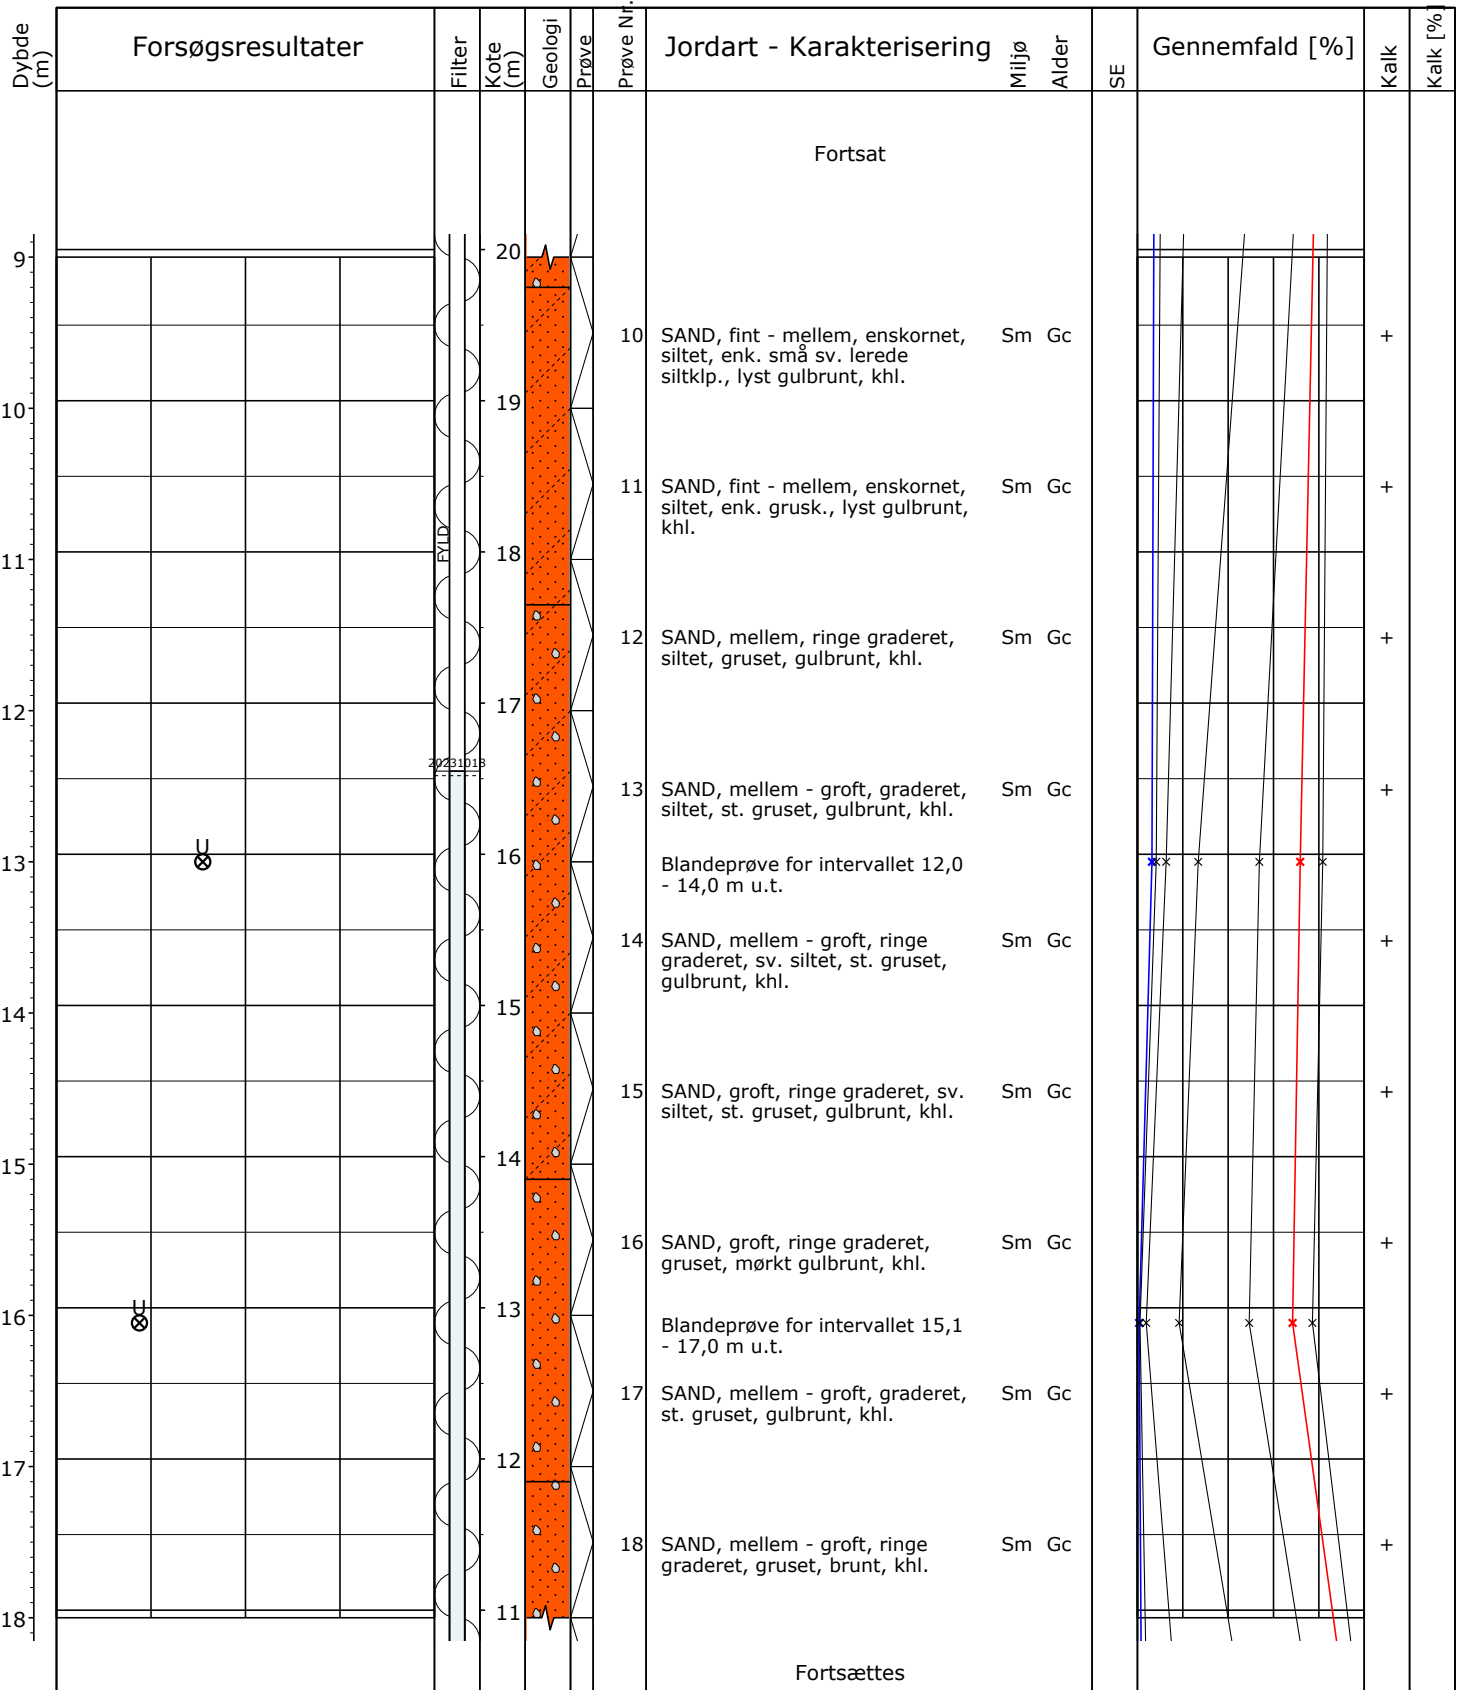 Dybde (m)
Forsøgsresultater
Filter
Kote (m)
Geologi
Prøve
Prøve Nr.
Jordart - Karakterisering
Miljø
Alder
SE
Gennemfald [%]
Kalk
Kalk [%]
Fortsat
20
9
10 SAND, fint - mellem, enskornet, Sm Gc +
siltet, enk. små sv. lerede
siltklp., lyst gulbrunt, khl.
19
10
11 SAND, fint - mellem, enskornet, Sm Gc +
siltet, enk. grusk., lyst gulbrunt,
khl.
FYLD
18
11
12 SAND, mellem, ringe graderet, Sm Gc +
siltet, gruset, gulbrunt, khl.
17
12
20231018
13 SAND, mellem - groft, graderet, Sm Gc +
siltet, st. gruset, gulbrunt, khl.
U
16
13
Blandeprøve for intervallet 12,0
- 14,0 m u.t.
14 SAND, mellem - groft, ringe Sm Gc +
graderet, sv. siltet, st. gruset,
gulbrunt, khl.
15
14
15 SAND, groft, ringe graderet, sv. Sm Gc +
siltet, st. gruset, gulbrunt, khl.
14
15
16 SAND, groft, ringe graderet, Sm Gc +
gruset, mørkt gulbrunt, khl.
U
13
16
Blandeprøve for intervallet 15,1
- 17,0 m u.t.
17 SAND, mellem - groft, graderet, Sm Gc +
st. gruset, gulbrunt, khl.
12
17
18 SAND, mellem - groft, ringe Sm Gc +
graderet, gruset, brunt, khl.
11
18
Fortsættes